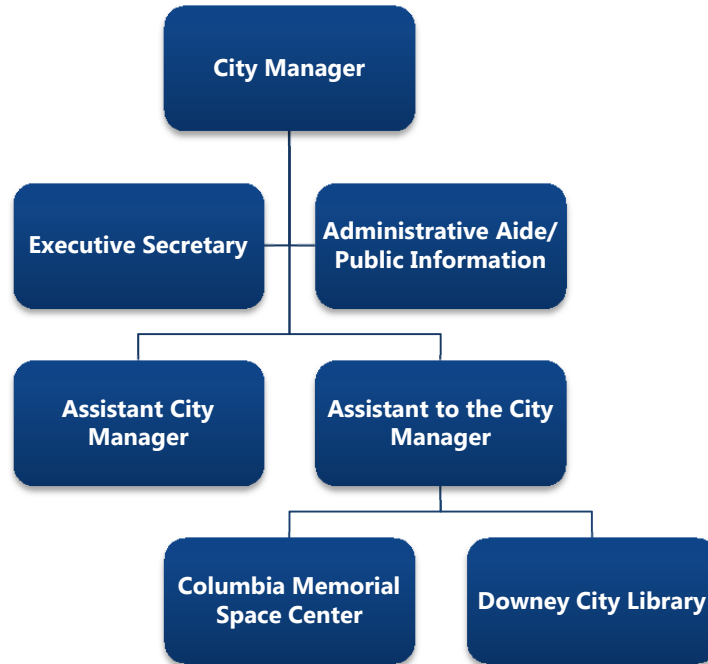 City Manager
Executive Secretary
Administrative Aide/
Public Information
Assistant City
Manager
Assistant to the City
Manager
Columbia Memorial
Space Center
Downey City Library